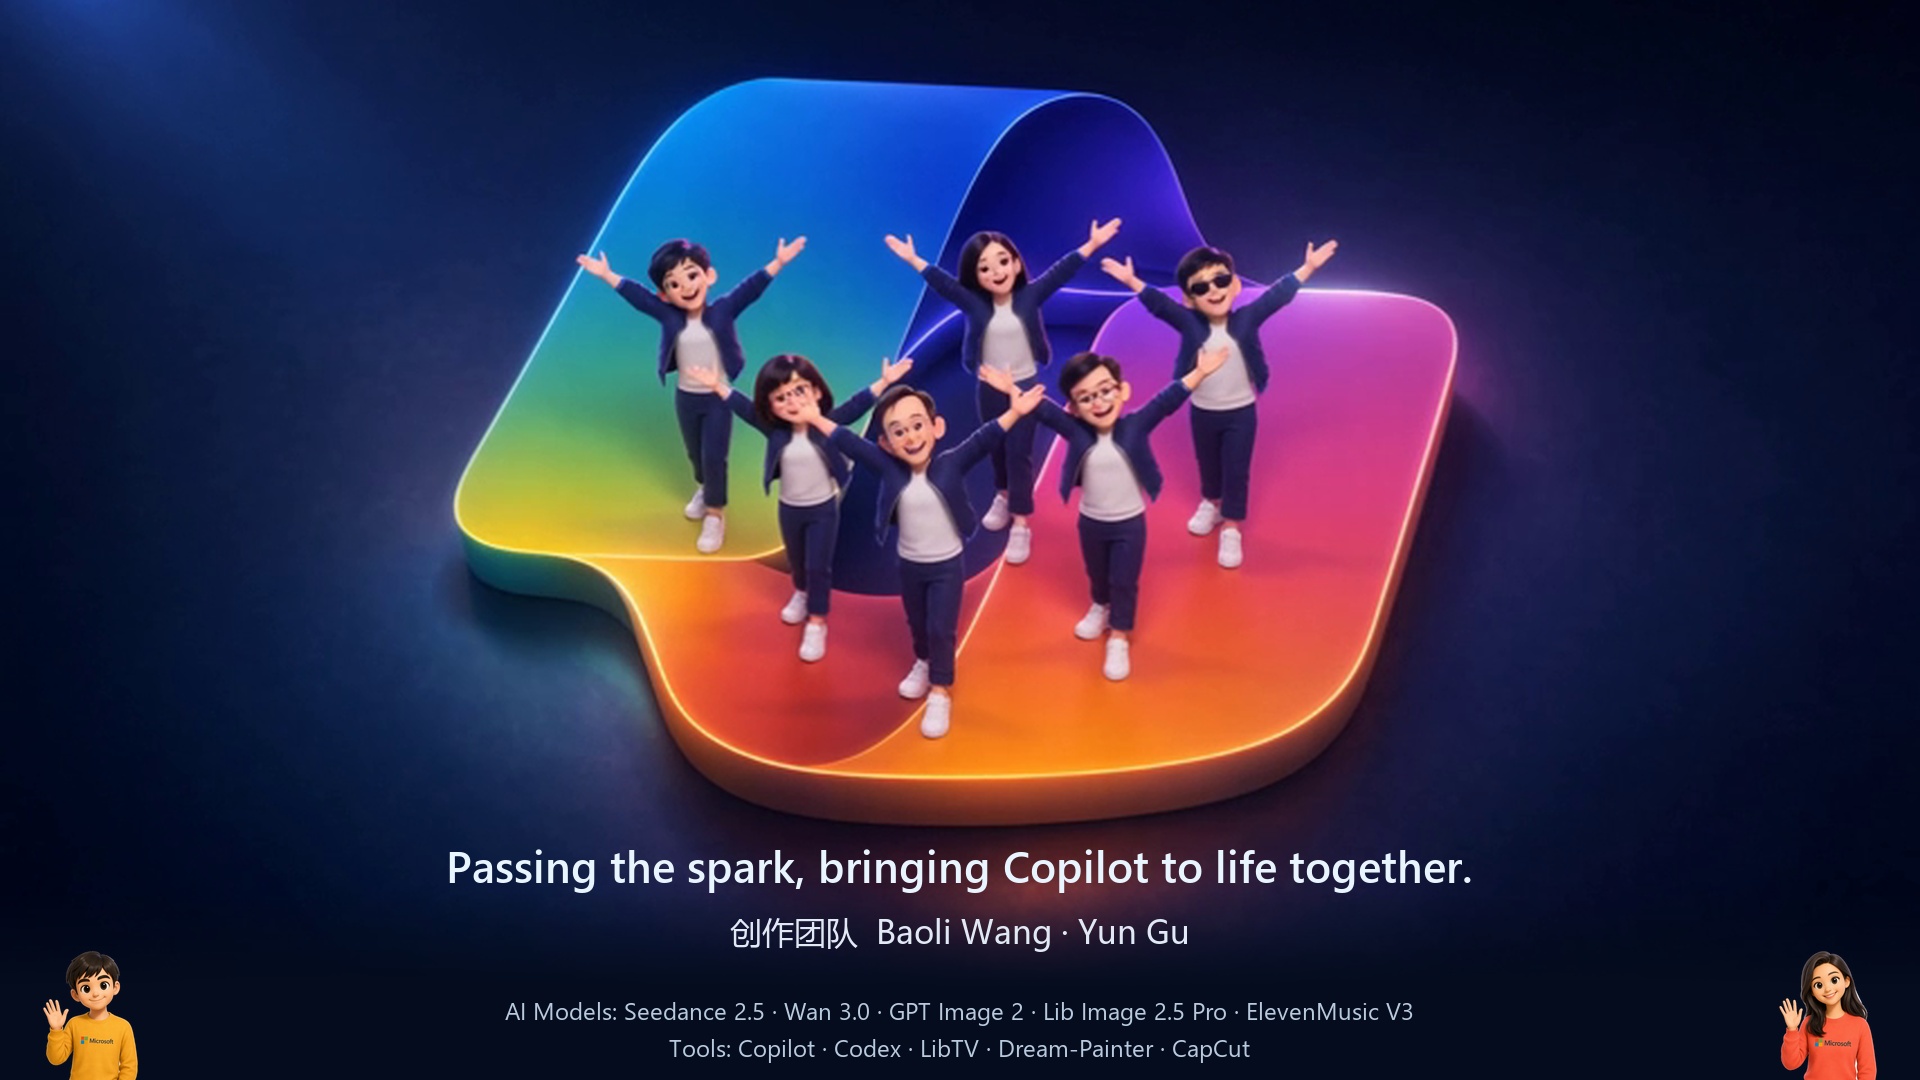 Passing the spark, bringing Copilot to life together.
创作团队 Baoli Wang · Yun Gu
AI Models: Seedance 2.5 · Wan 3.0 · GPT Image 2 · Lib Image 2.5 Pro · ElevenMusic V3
Tools: Copilot · Codex · LibTV · Dream-Painter · CapCut
Microsoft
Microsoft